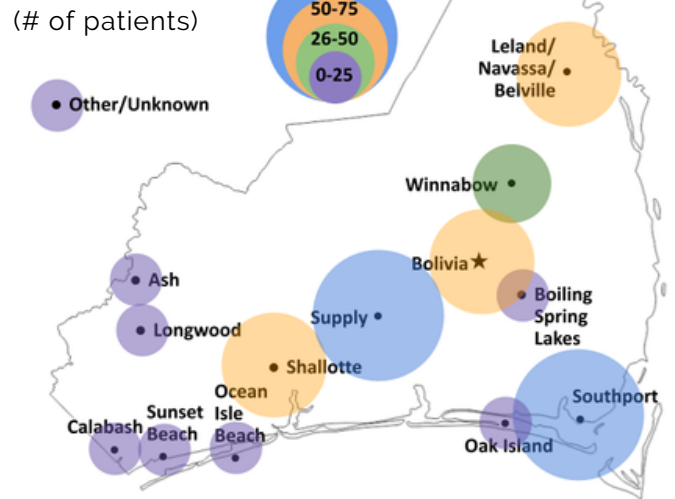 (# of patients)
50-75
26-50
0-25
Leland/
Navassa/
Belville
Other/Unknown
Winnabow
Bolivia
Ash
Boiling
Spring
Lakes
Supply
Longwood
Shallotte
Ocean
Isle
Beach
Southport
Sunset
Beach
Calabash
Oak Island